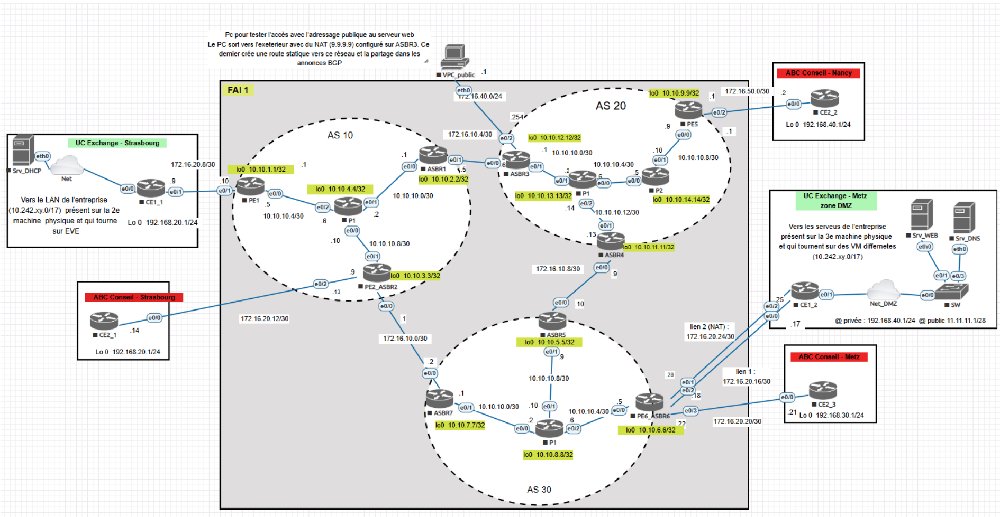 Pc pour tester l'accès avec l'adressage publique au serveur web
Le PC sort vers l'exeterieur avec du NAT (9.9.9.9) configuré sur ASBR3. Ce
dernier crée une route statique vers ce réseau et la partage dans les
annonces BGP
VPC_public
.1
eth0
172.16.40.0/24
FAI 1
AS 10
AS 20
AS 30
UC Exchange - Strasbourg
Srv_DHCP
eth0
Net
e0/0
CE1_1
.9
e0/1
172.16.20.8/30
Vers le LAN de l'entreprise
(10.242.xy.0/17) présent sur la 2e
machine physique et qui tourne
sur EVE
Lo 0 192.168.20.1/24
.10
e0/1
lo0 10.10.1.1/32
.1
PE1
e0/0
.5
10.10.10.4/30
e0/2
.6
lo0 10.10.4.4/32
P1
e0/1
.2
e0/0
.10
10.10.10.0/30
.1
e0/0
ASBR1
e0/1
.5
lo0 10.10.2.2/32
10.10.10.8/30
e0/1
.9
PE2_ASBR2
lo0 10.10.3.3/32
e0/2
.13
e0/0
.1
ABC Conseil - Strasbourg
CE2_1
e0/0
.14
Lo 0 192.168.20.1/24
172.16.20.12/30
172.16.10.0/30
172.16.10.4/30
.254
e0/2
e0/0
.6
ASBR3
e0/1
lo0 10.10.12.12/32
.1
10.10.10.0/30
.2
e0/1
P1
lo0 10.10.13.13/32
.6
e0/0
10.10.10.4/30
.5
e0/0
P2
lo0 10.10.14.14/32
e0/1
.10
10.10.10.8/30
.9
e0/0
PE5
lo0 10.10.9.9/32
.1
e0/2
.1
172.16.50.0/30
e0/2
.14
10.10.10.12/30
e0/1
.13
ASBR4
lo0 10.10.11.11/32
e0/0
.9
172.16.10.8/30
ABC Conseil - Nancy
.2
e0/0
CE2_2
Lo 0 192.168.40.1/24
UC Exchange - Metz
zone DMZ
Vers les serveus de l'entreprise
présent sur la 3e machine physique
et qui tournent sur des VM differnetes
(10.242.xy.0/17)
Srv_WEB
eth0
Srv_DNS
eth0
e0/1
e0/3
CE1_2
e0/1
Net_DMZ
e0/0
SW
.25
e0/2
e0/0
.17
@ privée : 192.168.40.1/24 @ public 11.11.11.1/28
lien 2 (NAT) :
172.16.20.24/30
lien 1 :
172.16.20.16/30
ABC Conseil - Metz
e0/0
CE2_3
.21
Lo 0 192.168.30.1/24
172.16.20.20/30
e0/0
.10
ASBR5
lo0 10.10.5.5/32
e0/1
.9
10.10.10.8/30
.10
e0/1
.2
e0/0
ASBR7
.1
e0/1
lo0 10.10.7.7/32
10.10.10.0/30
.2
e0/0
P1
lo0 10.10.8.8/32
.6
e0/2
10.10.10.4/30
.5
e0/0
PE6_ASBR6
lo0 10.10.6.6/32
.26
e0/1
e0/2
.18
e0/3
.22